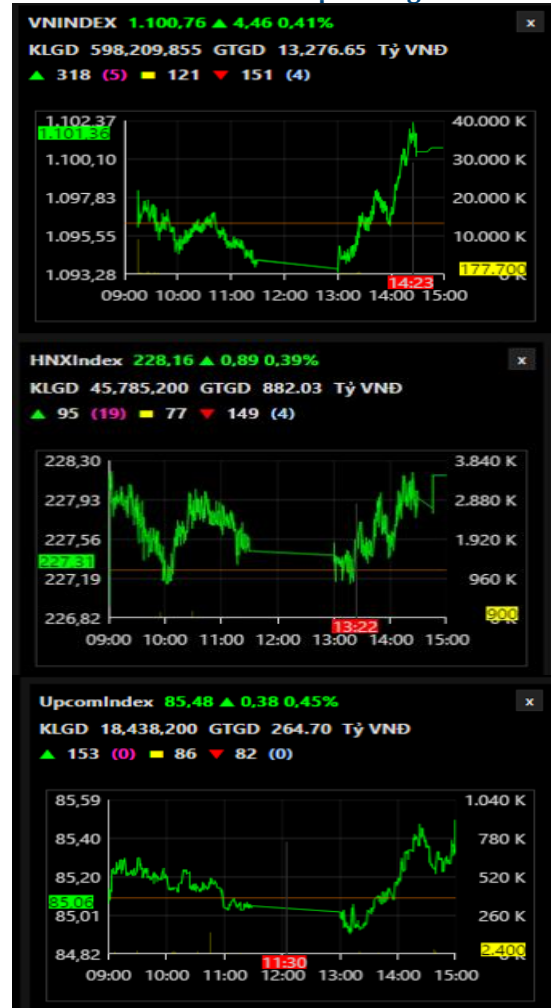 VNINDEX 1.100,76 ▲ 4,46 0,41% x
KLGD 598,209,855 GTGD 13,276.65 Tỷ VNĐ
▲ 318 (5) ▬ 121 ▼ 151 (4)
1.102,37 40.000 K
1.101.36
1.100,10 30.000 K
1.097,83 20.000 K
1.095,55 10.000 K
177.700
1.093,28 0 K
14:23
09:00 10:00 11:00 12:00 13:00 14:00 15:00
HNXIndex 228,16 ▲ 0,89 0,39% x
KLGD 45,785,200 GTGD 882.03 Tỷ VNĐ
▲ 95 (19) ▬ 77 ▼ 149 (4)
228,30 3.840 K
227,93 2.880 K
227,56 1.920 K
227.31
227,19 960 K
900
226,82
13:22
09:00 10:00 11:00 12:00 13:00 14:00 15:00
UpcomIndex 85,48 ▲ 0,38 0,45% x
KLGD 18,438,200 GTGD 264.70 Tỷ VNĐ
▲ 153 (0) ▬ 86 ▼ 82 (0)
85,59 1.040 K
85,40 780 K
85,20 520 K
85.06
85,01 260 K
2.400
84,82
11:30
09:00 10:00 11:00 12:00 13:00 14:00 15:00